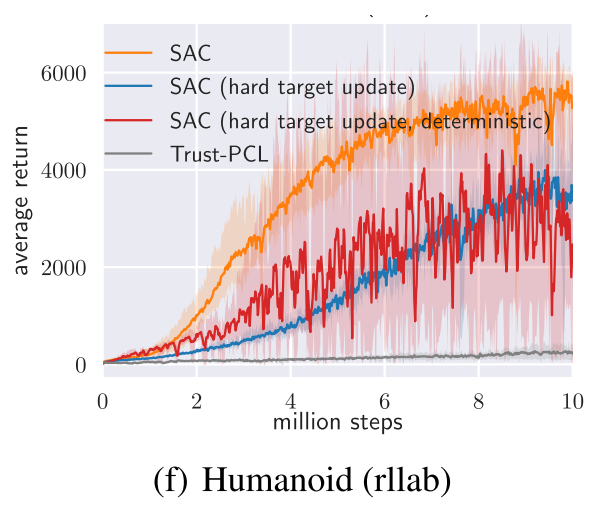 SAC
SAC (hard target update)
SAC (hard target update, deterministic)
Trust-PCL
average return
6000
4000
2000
0
0 2 4 6 8 10
million steps
(f) Humanoid (rllab)